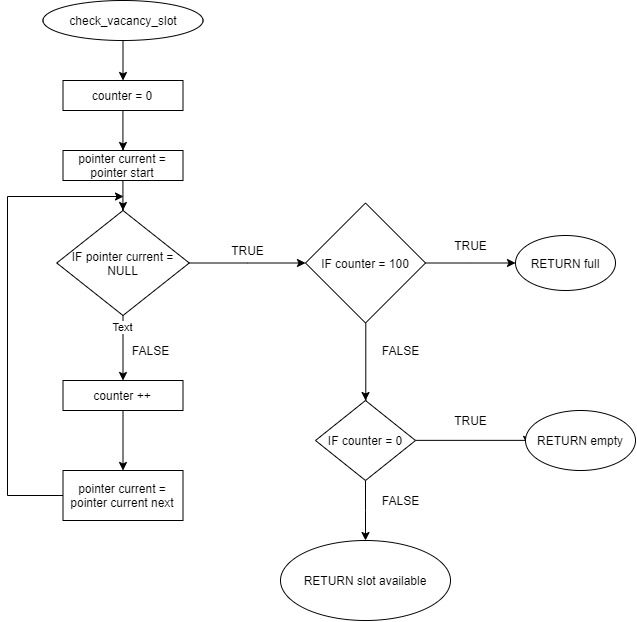 check_vacancy_slot
counter = 0
pointer current =
pointer start
IF pointer current =
NULL
TRUE
IF counter = 100
TRUE
RETURN full
Text
FALSE
counter ++
pointer current =
pointer current next
FALSE
IF counter = 0
TRUE
RETURN empty
FALSE
RETURN slot available